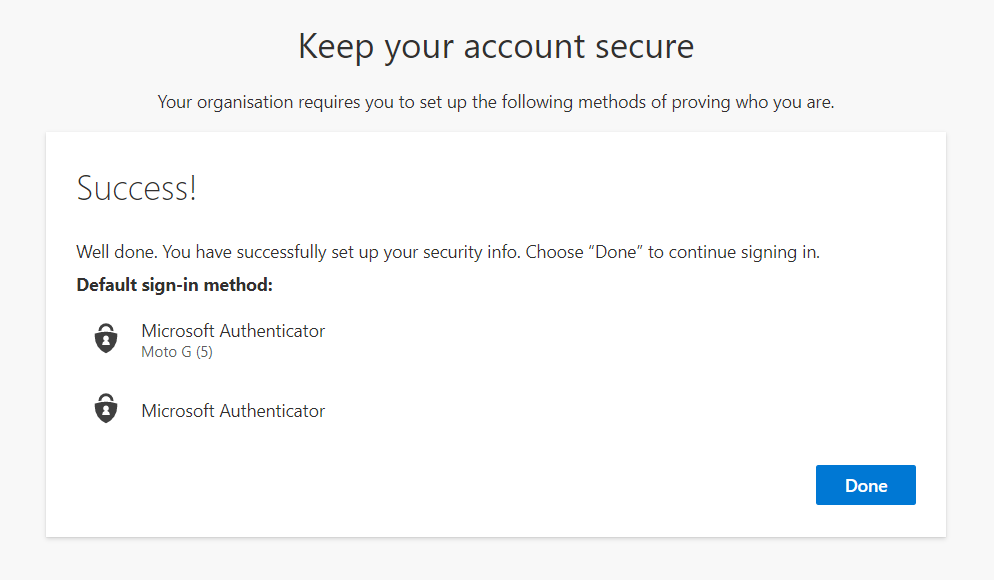 Keep your account secure
Your organisation requires you to set up the following methods of proving who you are.
Success!
Well done. You have successfully set up your security info. Choose “Done” to continue signing in.
Default sign-in method:
Microsoft Authenticator
Moto G (5)
Microsoft Authenticator
Done